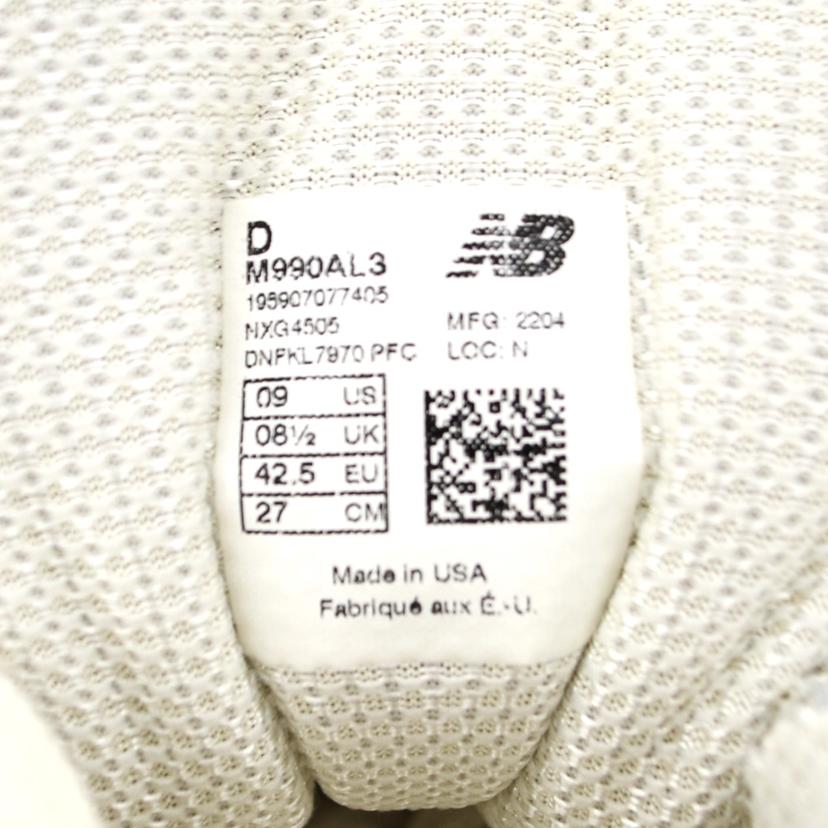 D
NB
M990AL3
195907077405
NXG4505
MFG: 2204
DNFKL7970 PFC
LOC: N
09 US
08½ UK
42.5 EU
27 CM
Made in USA
Fabriqué aux É.-U.